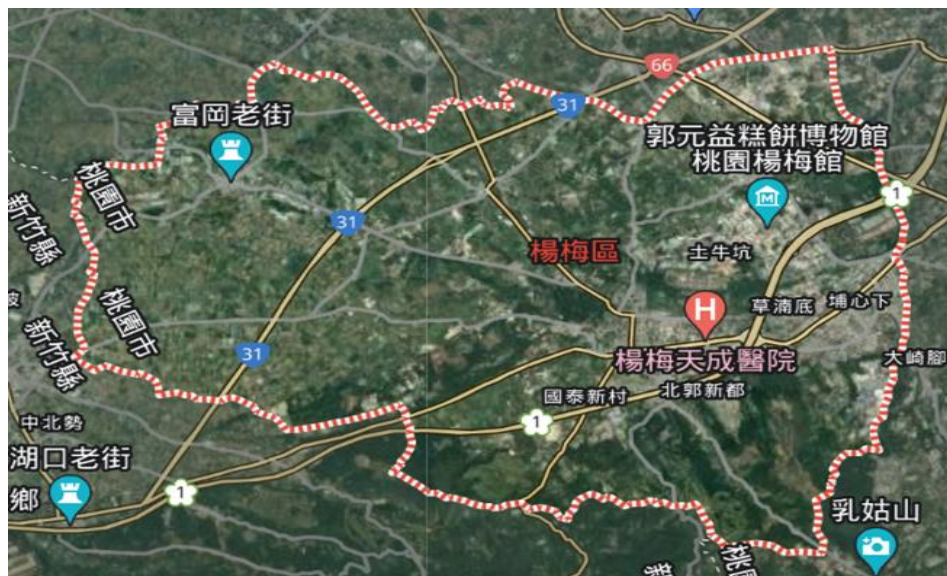 66
31
富岡老街
郭元益糕餅博物館
桃園楊梅館
桃園市
新竹縣
1
31
楊梅區
土牛坑
H
桃園市
草湳底
埔心下
新竹縣
31
楊梅天成醫院
大崎腳
國泰新村
北郭新都
中北勢
1
湖口老街
鄉
1
乳姑山
桃
新